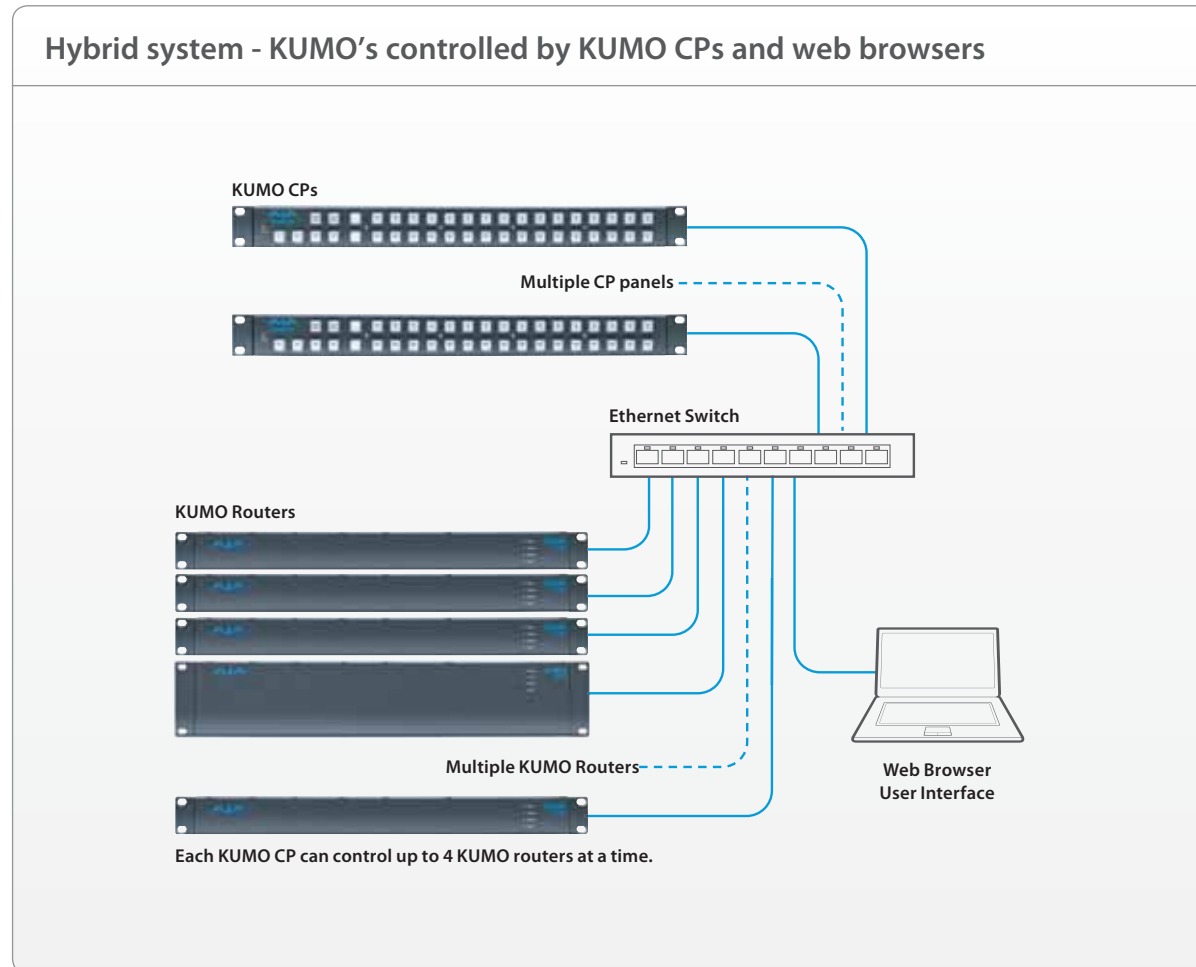 Hybrid system - KUMO’s controlled by KUMO CPs and web browsers
KUMO CPs
Multiple CP panels
Ethernet Switch
KUMO Routers
Multiple KUMO Routers
Web Browser
User Interface
Each KUMO CP can control up to 4 KUMO routers at a time.